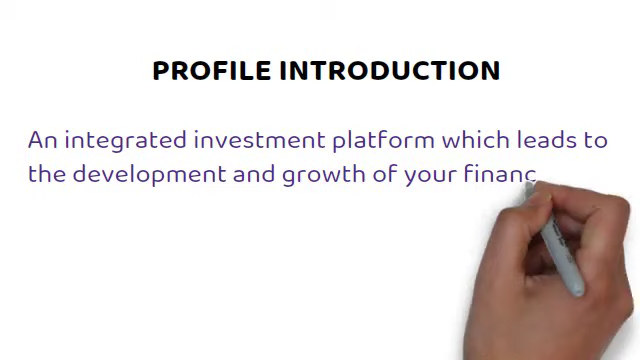 PROFILE INTRODUCTION
An integrated investment platform which leads to
the development and growth of your financ